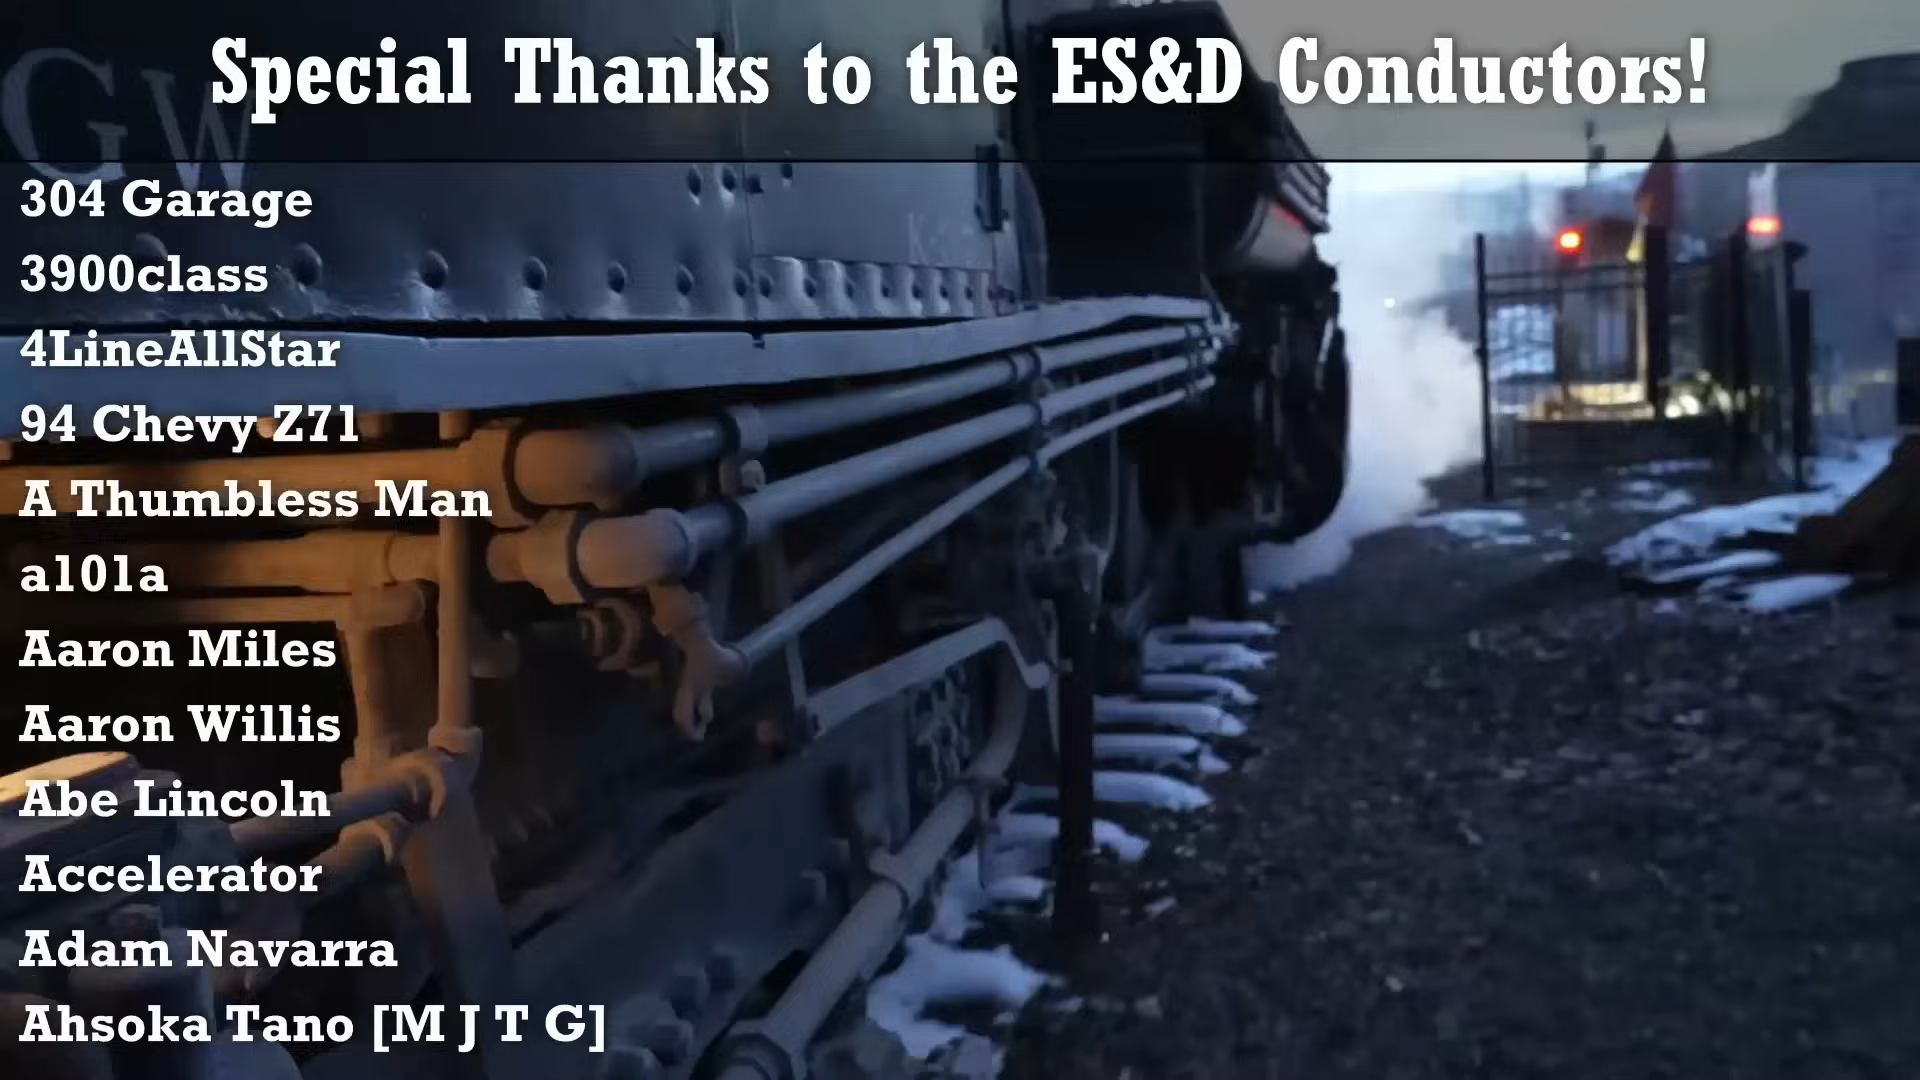 Special Thanks to the ES&D Conductors!
GW
304 Garage
3900class
4LineAllStar
94 Chevy Z71
A Thumbless Man
a101a
Aaron Miles
Aaron Willis
Abe Lincoln
Accelerator
Adam Navarra
Ahsoka Tano [M J T G]